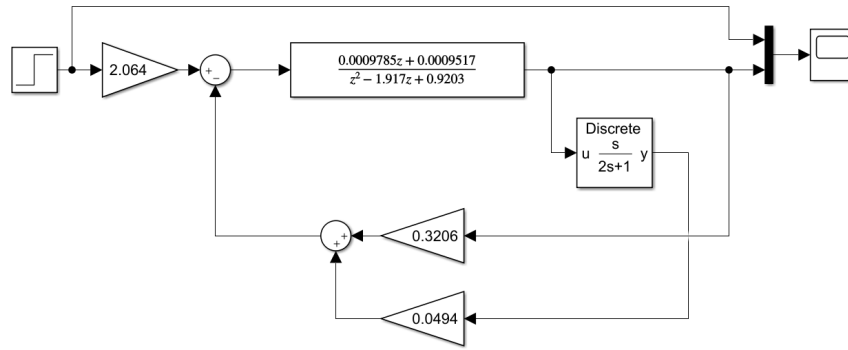 2.064
+
−
0.0009785z + 0.0009517
z² − 1.917z + 0.9203
Discrete
u s y
2s+1
+
+
0.3206
0.0494